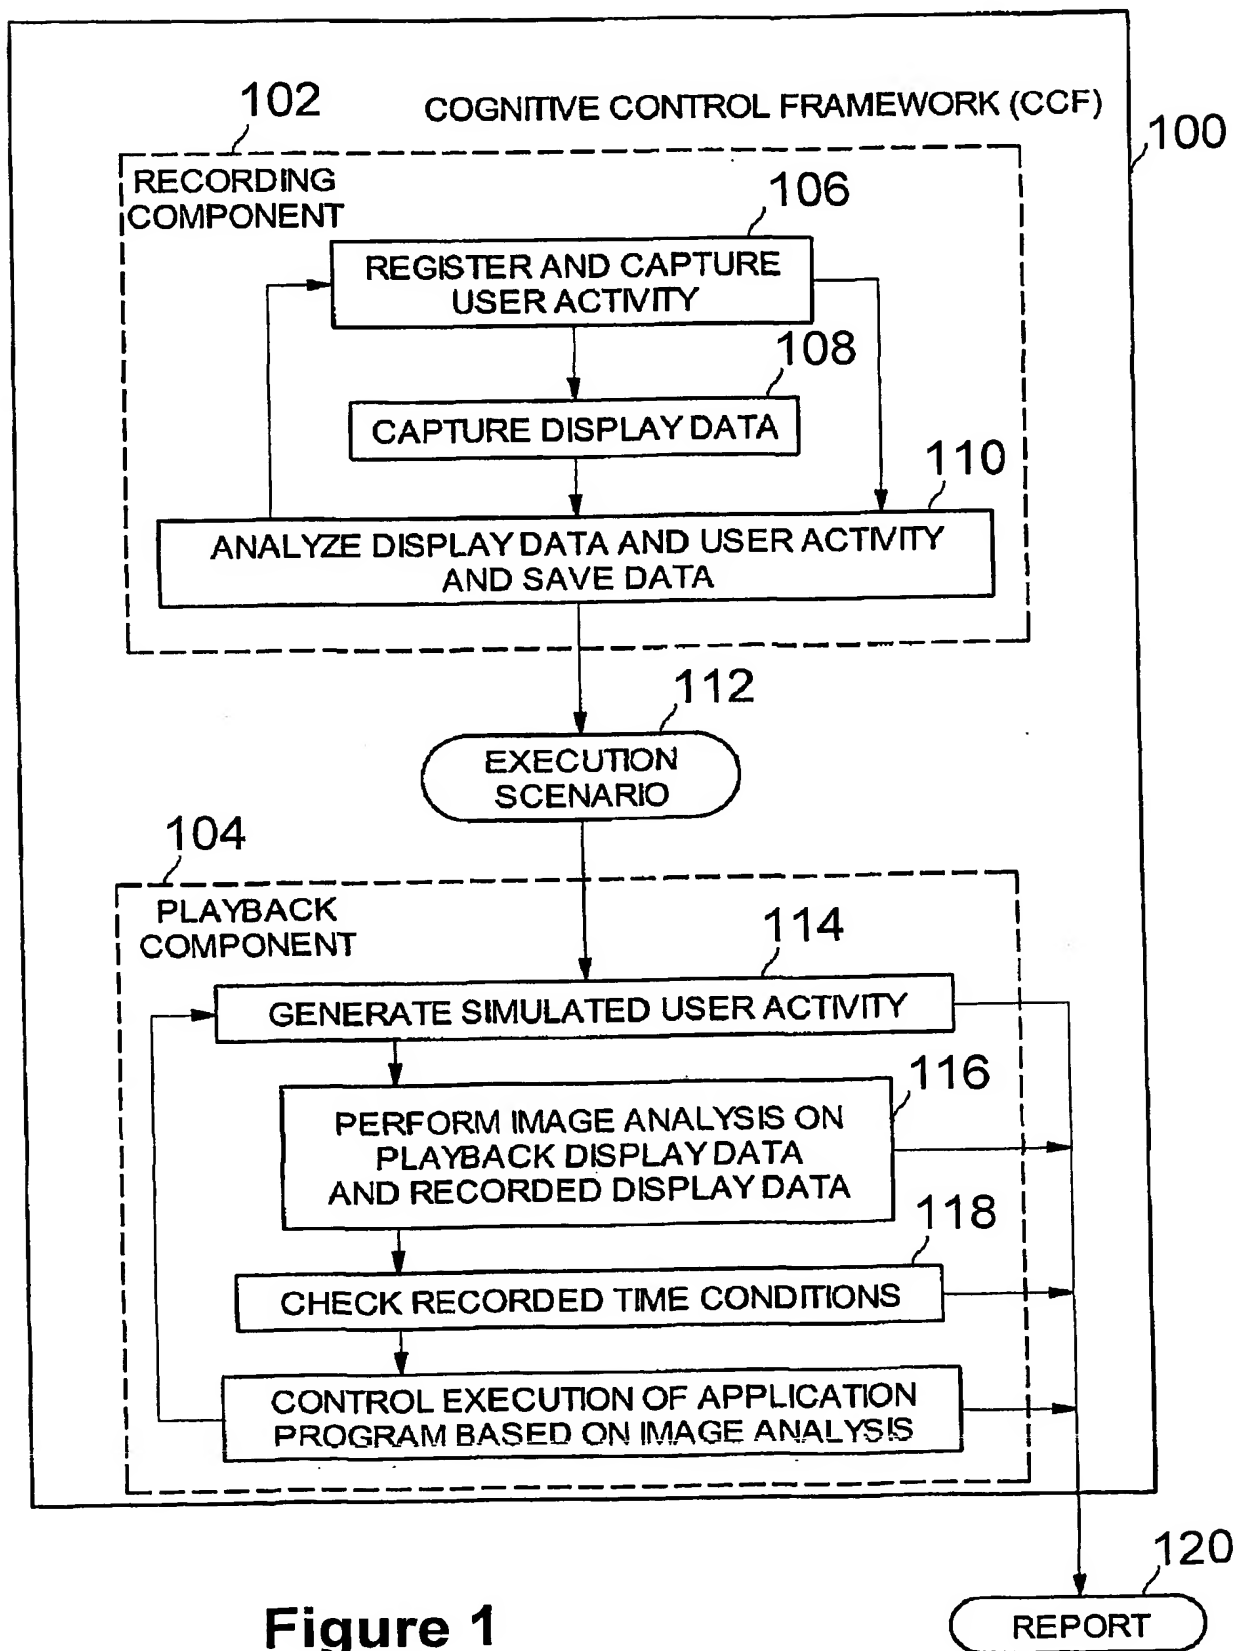 102
COGNITIVE CONTROL FRAMEWORK (CCF)
100
RECORDING
COMPONENT
106
REGISTER AND CAPTURE
USER ACTIVITY
108
CAPTURE DISPLAY DATA
110
ANALYZE DISPLAY DATA AND USER ACTIVITY
AND SAVE DATA
112
EXECUTION
SCENARIO
104
PLAYBACK
COMPONENT
114
GENERATE SIMULATED USER ACTIVITY
116
PERFORM IMAGE ANALYSIS ON
PLAYBACK DISPLAY DATA
AND RECORDED DISPLAY DATA
118
CHECK RECORDED TIME CONDITIONS
CONTROL EXECUTION OF APPLICATION
PROGRAM BASED ON IMAGE ANALYSIS
120
REPORT
Figure 1